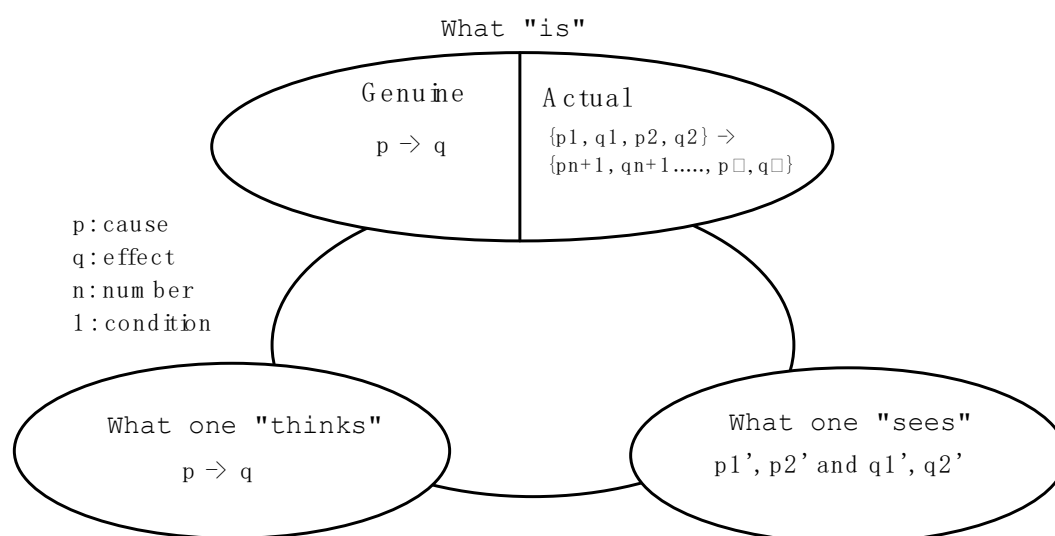 What "is"
Genuine
p → q
Actual
{p1, q1, p2, q2} →
{pn+1, qn+1....., p□, q□}
p:cause
q:effect
n:number
1:condition
What one "thinks"
p → q
What one "sees"
p1’, p2’ and q1’, q2’